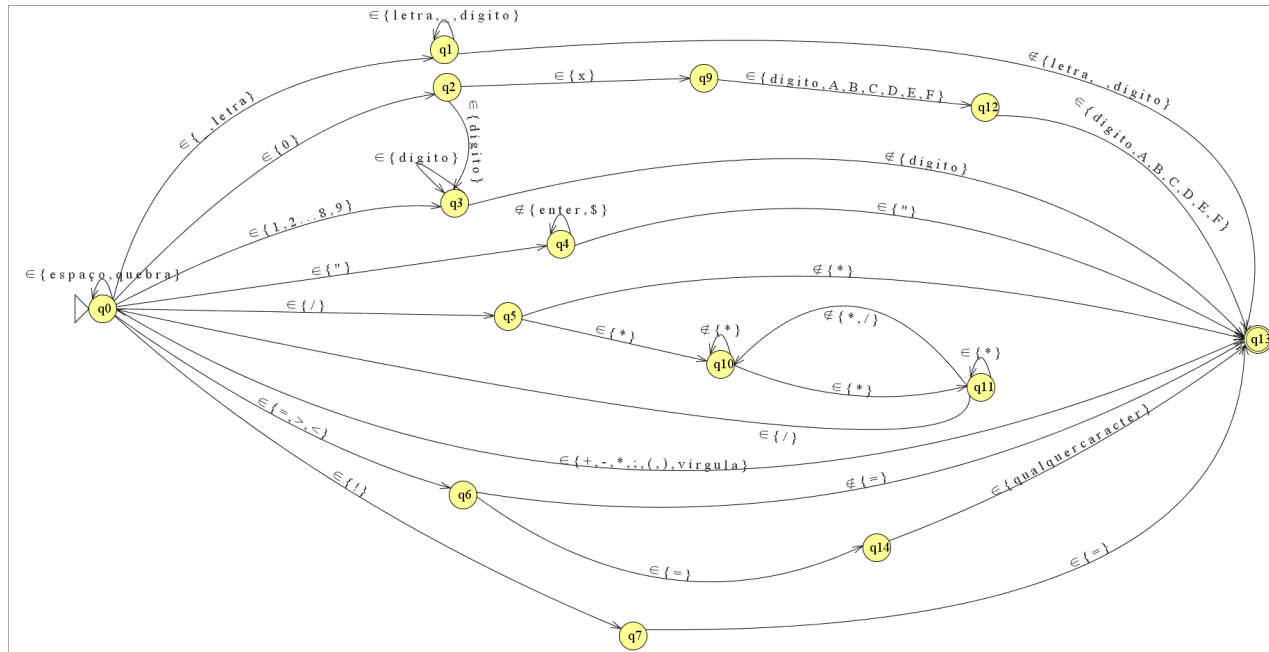 ∈{letra,_,digito}
q1
∉{letra,_,digito}
q2
∈{x}
q9
∈{digito,A,B,C,D,E,F}
q12
∈{digito,A,B,C,D,E,F}
∈{_,letra}
∈{0}
∈{digito}
∈{digito}
∉{digito}
q3
∈{1,2...8,9}
∉{enter,$}
∈{"}
q4
∈{"}
∈{espaço,quebra}
q0
∈{/}
q5
∉{*}
q13
∈{*}
∉{*}
∉{*,/}
∈{*}
q10
q11
∈{*}
∈{/}
∈{=,>,<}
∈{+,-,*,;,(,),virgula}
∈{!}
q6
∉{=}
∈{qualquercaracter}
q14
∈{=}
∈{=}
q7